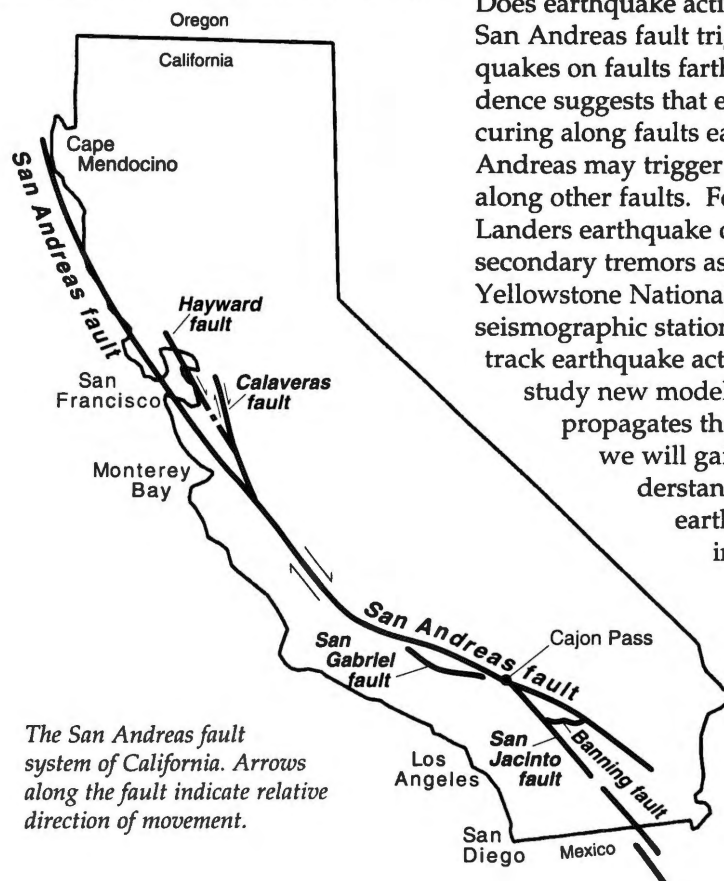 Oregon
California
Cape
Mendocino
San Andreas fault
Hayward
fault
San
Francisco
Calaveras
fault
Monterey
Bay
San Andreas fault
Cajon Pass
San
Gabriel
fault
San
Jacinto
fault
Banning fault
Los
Angeles
San
Diego
Mexico
The San Andreas fault
system of California. Arrows
along the fault indicate relative
direction of movement.
Does earthquake acti
San Andreas fault trig
quakes on faults farth
dence suggests that e
curing along faults ea
Andreas may trigger
along other faults. Fo
Landers earthquake
secondary tremors as
Yellowstone Nationa
seismographic station
track earthquake act
study new model
propagates th
we will gai
derstan
earth
in